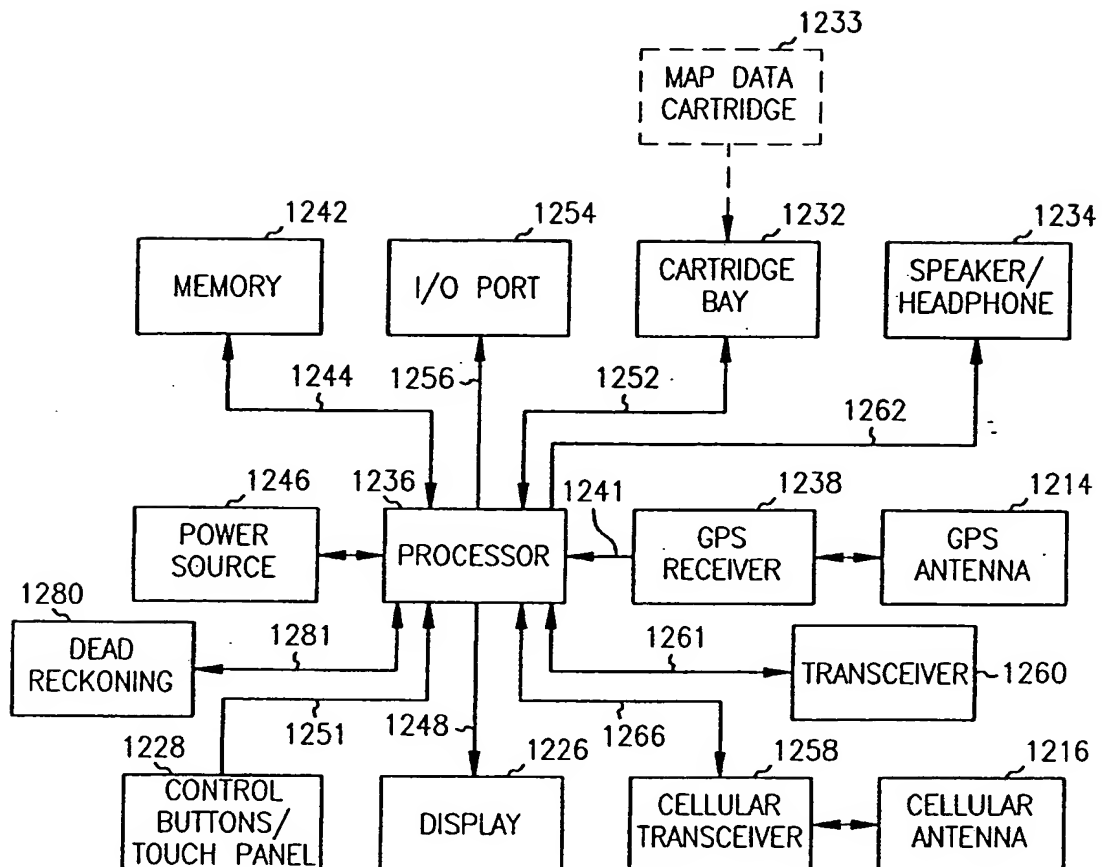 1233
MAP DATA
CARTRIDGE
1242
1254
1232
1234
MEMORY
I/O PORT
CARTRIDGE
BAY
SPEAKER/
HEADPHONE
1244
1256
1252
1262
1246
1236
1241
1238
1214
POWER
SOURCE
PROCESSOR
GPS
RECEIVER
GPS
ANTENNA
1280
DEAD
RECKONING
1281
1261
TRANSCEIVER
1260
1251
1248
1266
1228
1226
1258
1216
CONTROL
BUTTONS/
TOUCH PANEL
DISPLAY
CELLULAR
TRANSCEIVER
CELLULAR
ANTENNA